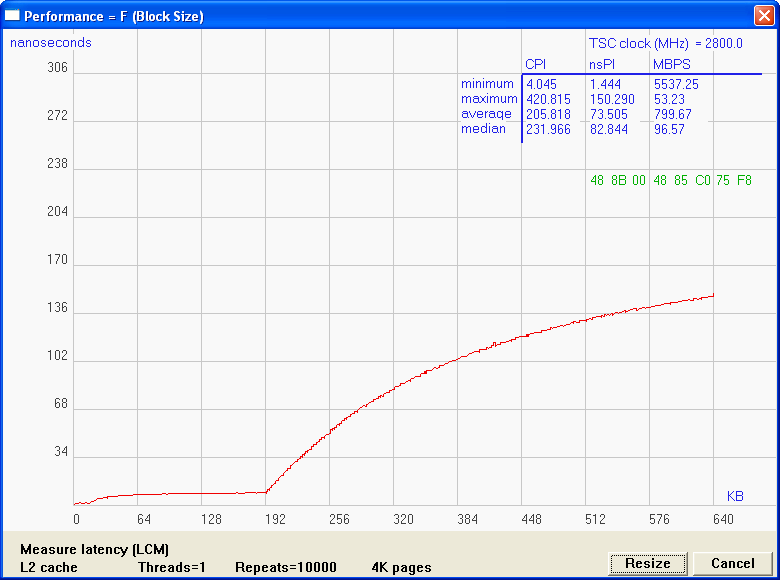 Performance = F (Block Size)
nanoseconds
TSC clock (MHz) = 2800.0
CPI nsPI MBPS
minimum 4.045 1.444 5537.25
maximum 420.815 150.290 53.23
average 205.818 73.505 799.67
median 231.966 82.844 96.57
48 8B 00 48 85 C0 75 F8
306
272
238
204
170
136
102
68
34
KB
0 64 128 192 256 320 384 448 512 576 640
Measure latency (LCM)
L2 cache Threads=1 Repeats=10000 4K pages
Resize Cancel